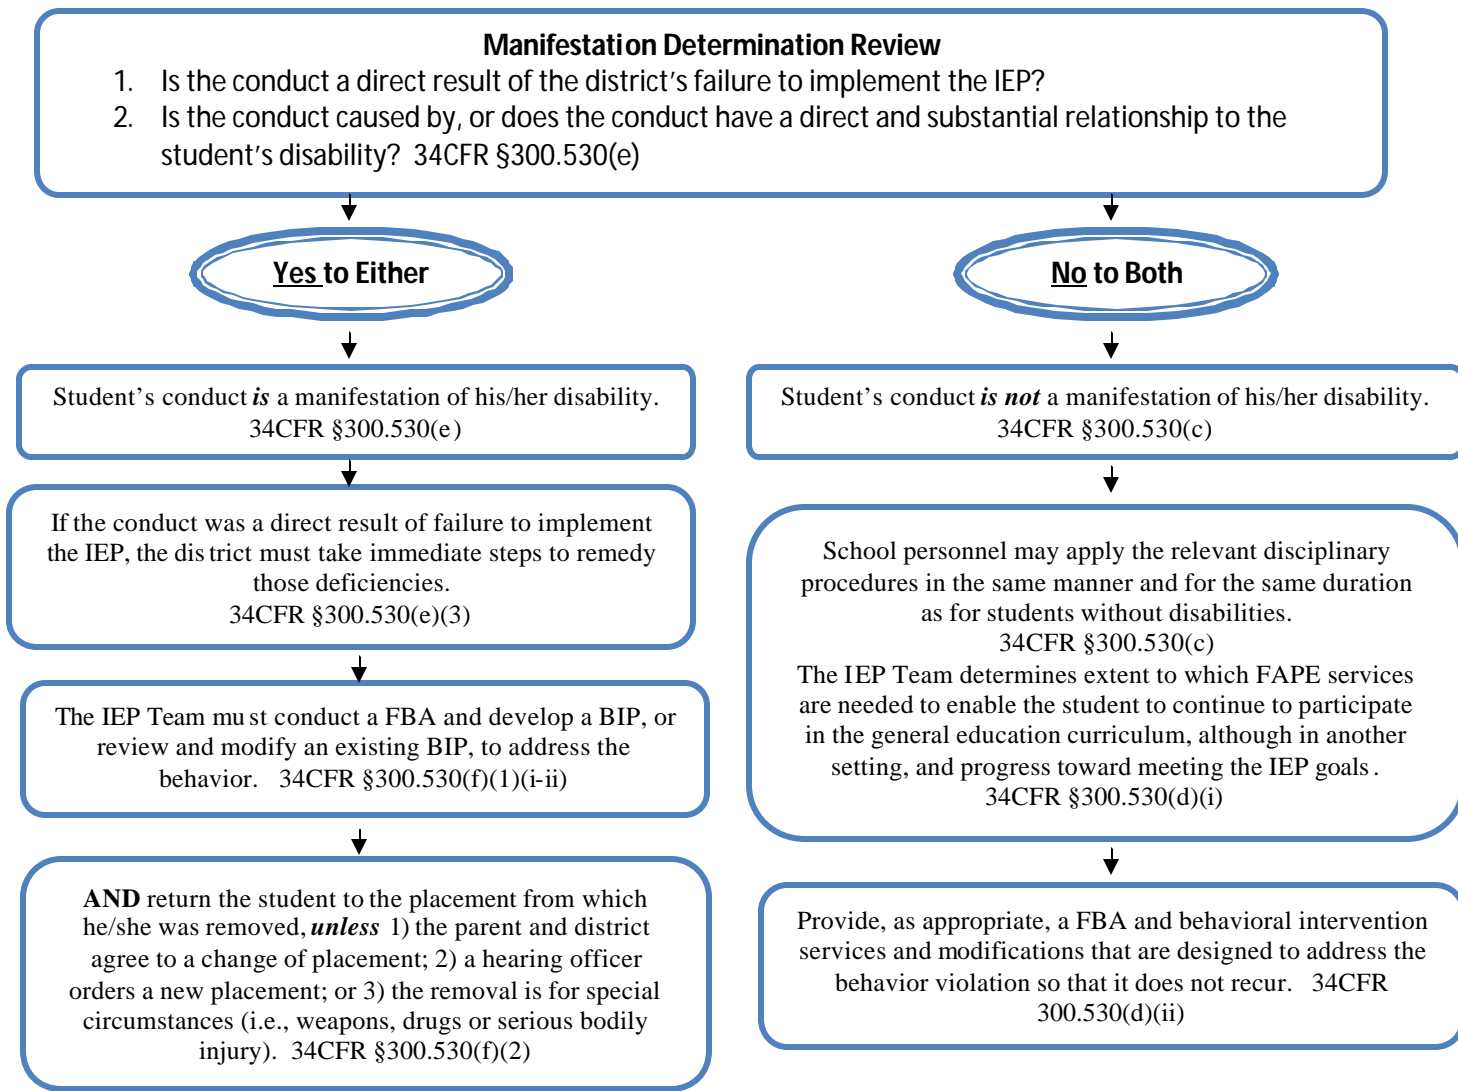 Manifestation Determination Review
1. Is the conduct a direct result of the district's failure to implement the IEP?
2. Is the conduct caused by, or does the conduct have a direct and substantial relationship to the
student's disability? 34CFR §300.530(e)
Yes to Either
Student's conduct is a manifestation of his/her disability.
34CFR §300.530(e)
If the conduct was a direct result of failure to implement
the IEP, the district must take immediate steps to remedy
those deficiencies.
34CFR §300.530(e)(3)
The IEP Team must conduct a FBA and develop a BIP, or
review and modify an existing BIP, to address the
behavior. 34CFR §300.530(f)(1)(i-ii)
AND return the student to the placement from which
he/she was removed, unless 1) the parent and district
agree to a change of placement; 2) a hearing officer
orders a new placement; or 3) the removal is for special
circumstances (i.e., weapons, drugs or serious bodily
injury). 34CFR §300.530(f)(2)
No to Both
Student's conduct is not a manifestation of his/her disability.
34CFR §300.530(c)
School personnel may apply the relevant disciplinary
procedures in the same manner and for the same duration
as for students without disabilities.
34CFR §300.530(c)
The IEP Team determines extent to which FAPE services
are needed to enable the student to continue to participate
in the general education curriculum, although in another
setting, and progress toward meeting the IEP goals.
34CFR §300.530(d)(i)
Provide, as appropriate, a FBA and behavioral intervention
services and modifications that are designed to address the
behavior violation so that it does not recur. 34CFR
300.530(d)(ii)